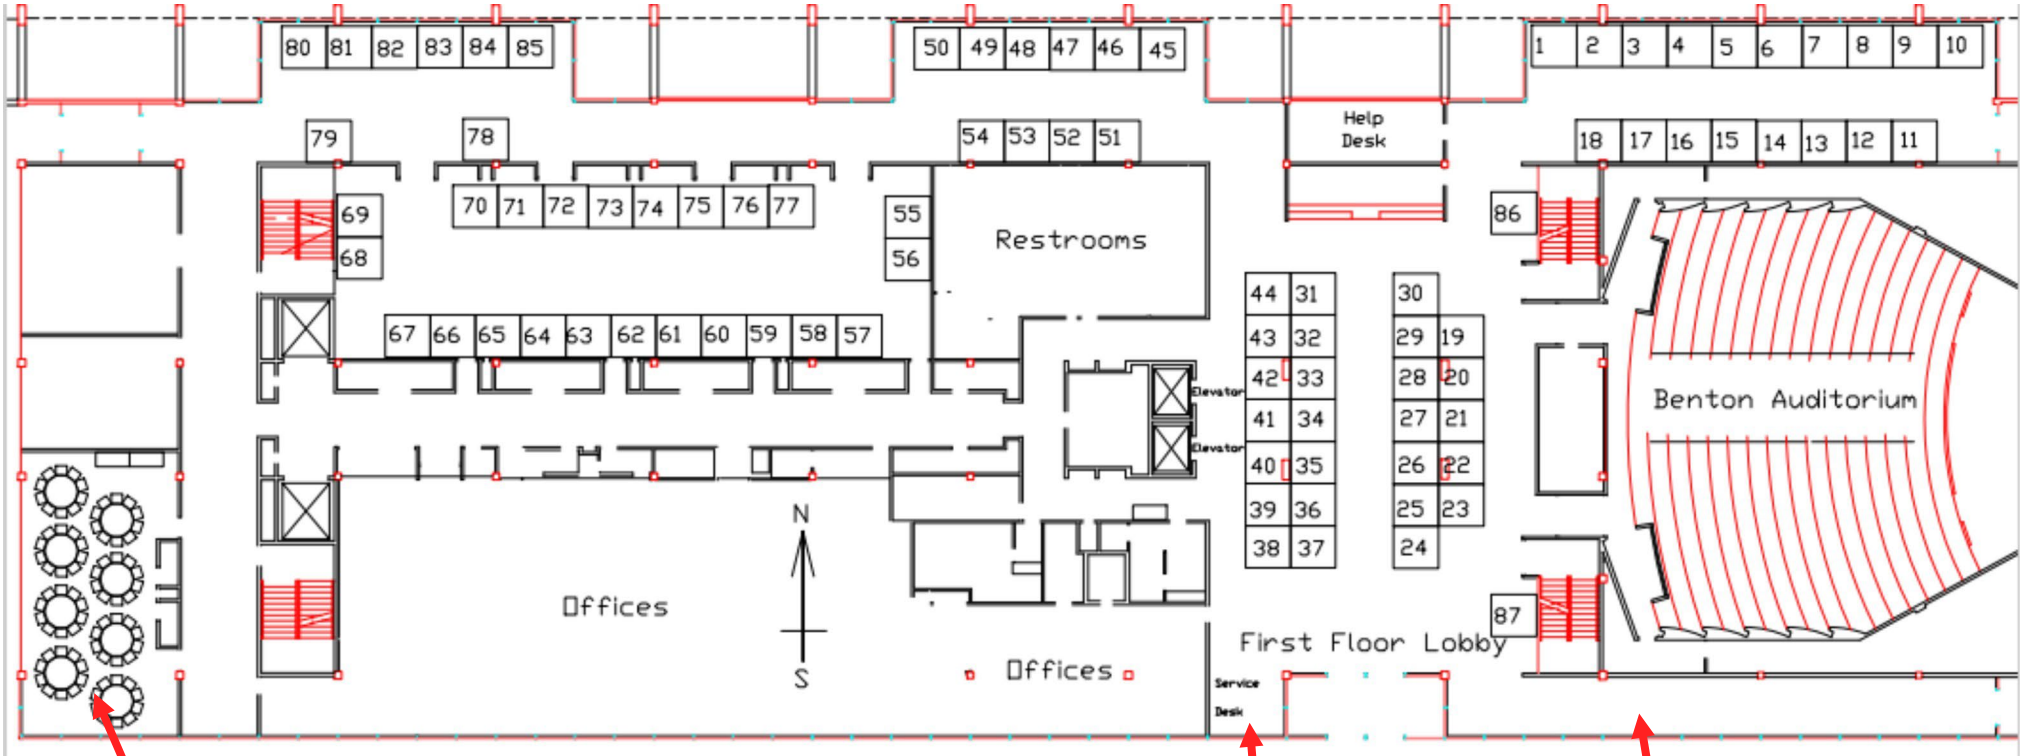 80 81 82 83 84 85
50 49 48 47 46 45
1 2 3 4 5 6 7 8 9 10
Help
Desk
79
78
54 53 52 51
18 17 16 15 14 13 12 11
70 71 72 73 74 75 76 77
69
68
55
56
Restrooms
86
44 31
43 32
42 33
41 34
40 35
39 36
38 37
30
29 19
28 20
27 21
26 22
25 23
24
67 66 65 64 63 62 61 60 59 58 57
Elevator
Elevator
Benton Auditorium
N
S
Offices
Offices
87
First Floor Lobby
Service
Desk